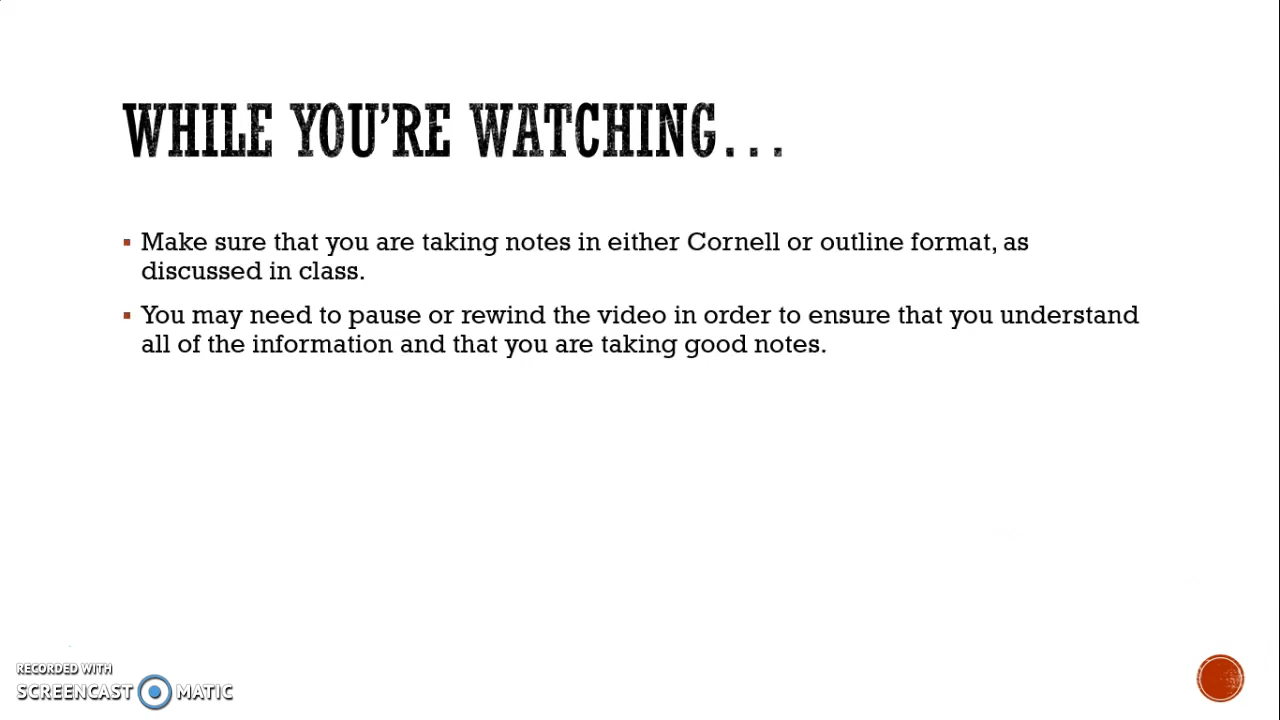 WHILE YOU'RE WATCHING...
▪ Make sure that you are taking notes in either Cornell or outline format, as
discussed in class.
▪ You may need to pause or rewind the video in order to ensure that you understand
all of the information and that you are taking good notes.
RECORDED WITH
SCREENCAST MATIC